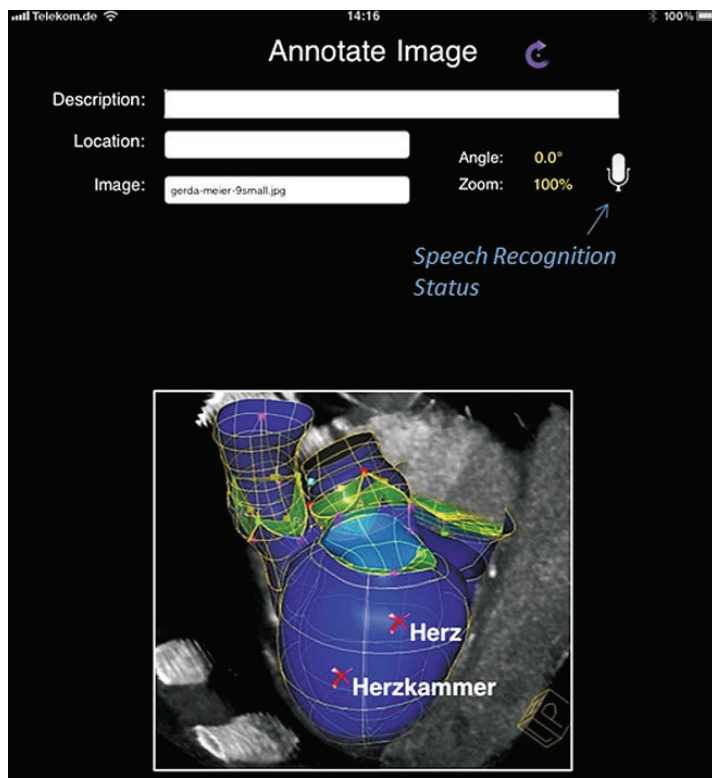 Telekom.de 14:16 100%
Annotate Image
Description:
Location:
Angle: 0.0°
Image: gerda-meier-9small.jpg Zoom: 100%
Speech Recognition
Status
Herz
Herzkammer